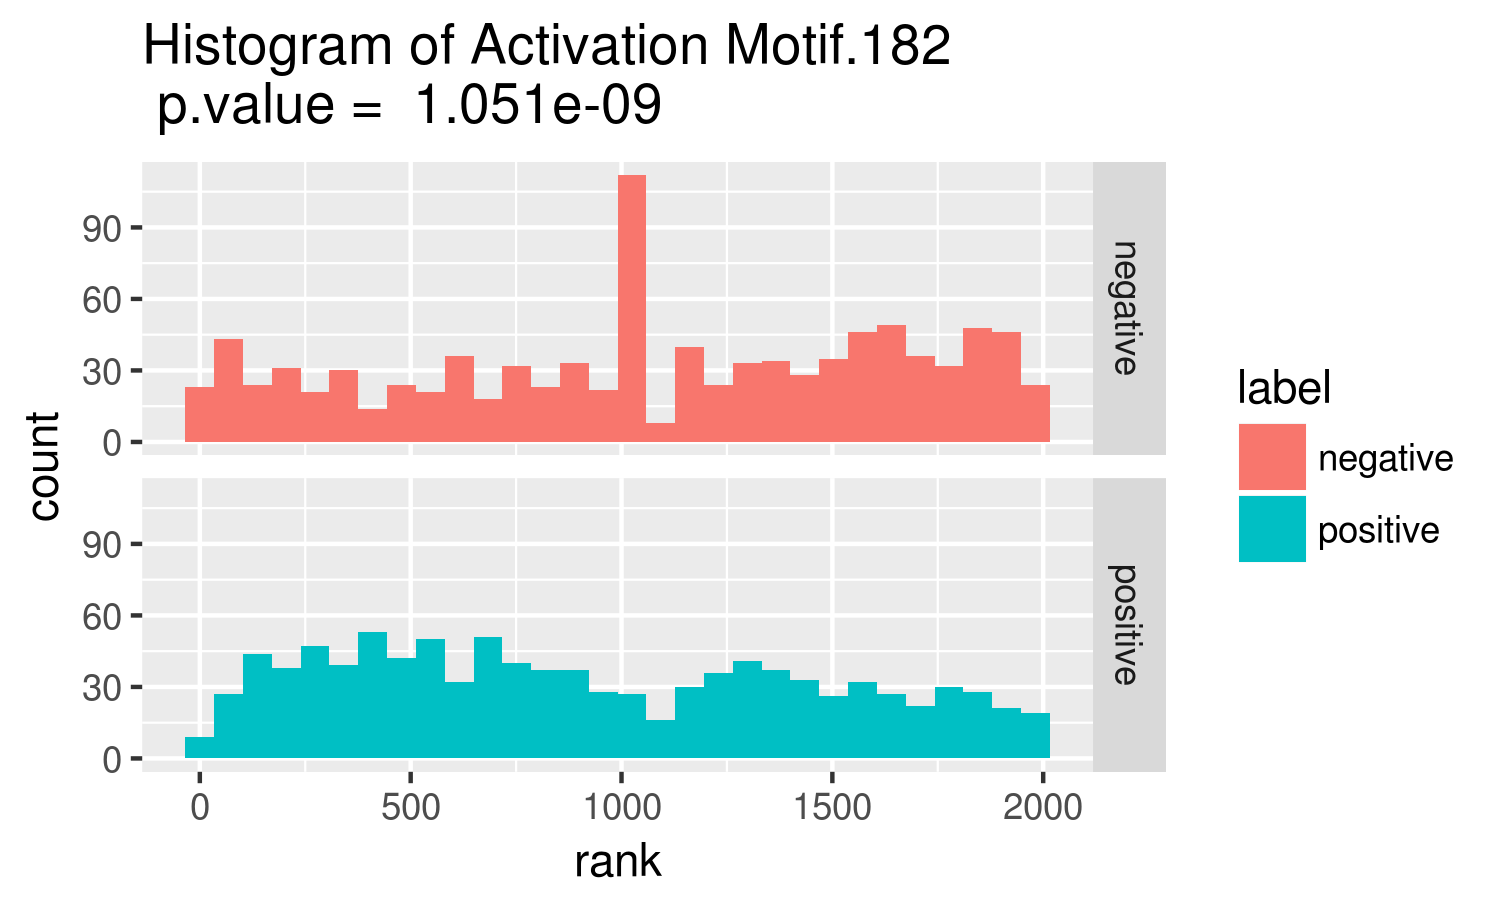 Histogram of Activation Motif.182
p.value =  1.051e-09
90
60
30
0
negative
90
60
30
0
positive
count
0 500 1000 1500 2000
rank
label
negative
positive